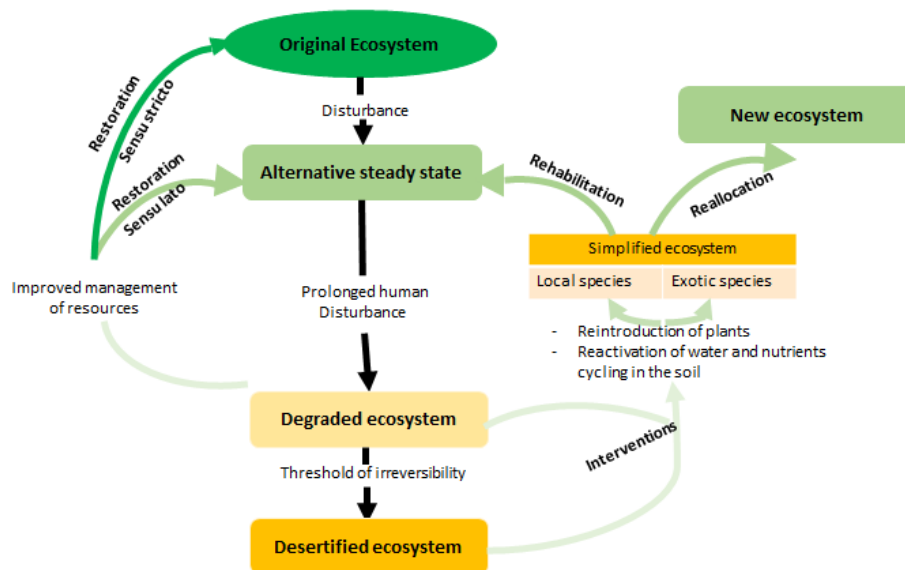 Original Ecosystem
Restoration
Sensu stricto
Disturbance
New ecosystem
Alternative steady state
Restoration
Sensu lato
Rehabilitation
Reallocation
Simplified ecosystem
Local species
Exotic species
Improved management
of resources
Prolonged human
Disturbance
- Reintroduction of plants
- Reactivation of water and nutrients
cycling in the soil
Degraded ecosystem
Interventions
Threshold of irreversibility
Desertified ecosystem